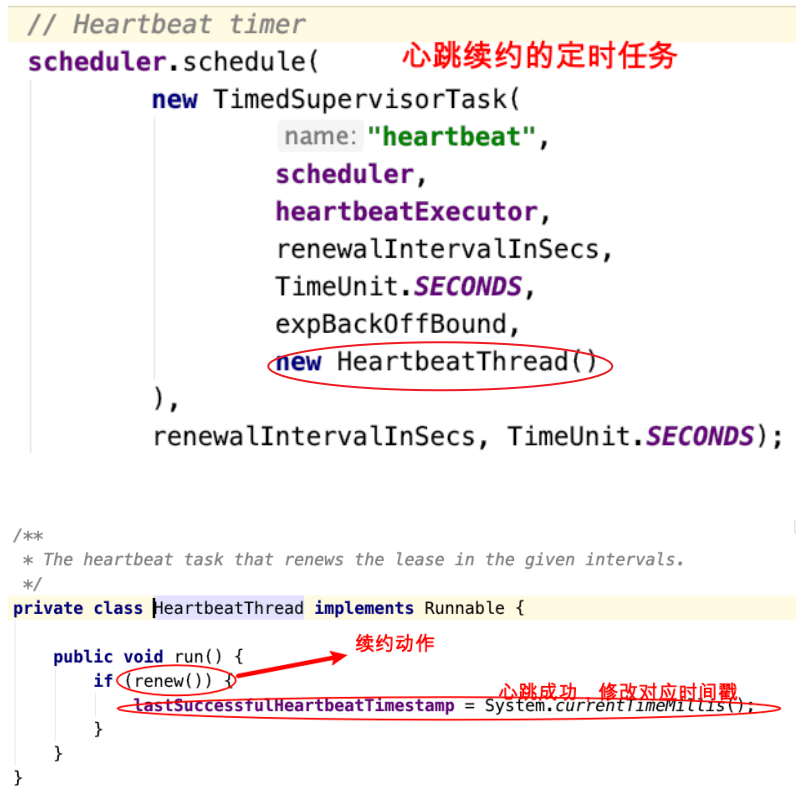 // Heartbeat timer
scheduler.schedule( 心跳续约的定时任务
new TimedSupervisorTask(
name: "heartbeat",
scheduler,
heartbeatExecutor,
renewalIntervalInSecs,
TimeUnit.SECONDS,
expBackOffBound,
new HeartbeatThread()
),
renewalIntervalInSecs, TimeUnit.SECONDS);
/**
* The heartbeat task that renews the lease in the given intervals.
*/
private class HeartbeatThread implements Runnable {
续约动作
public void run() {
if (renew()) {
心跳成功，修改对应时间戳
lastSuccessfulHeartbeatTimestamp = System.currentTimeMillis();
}
}
}